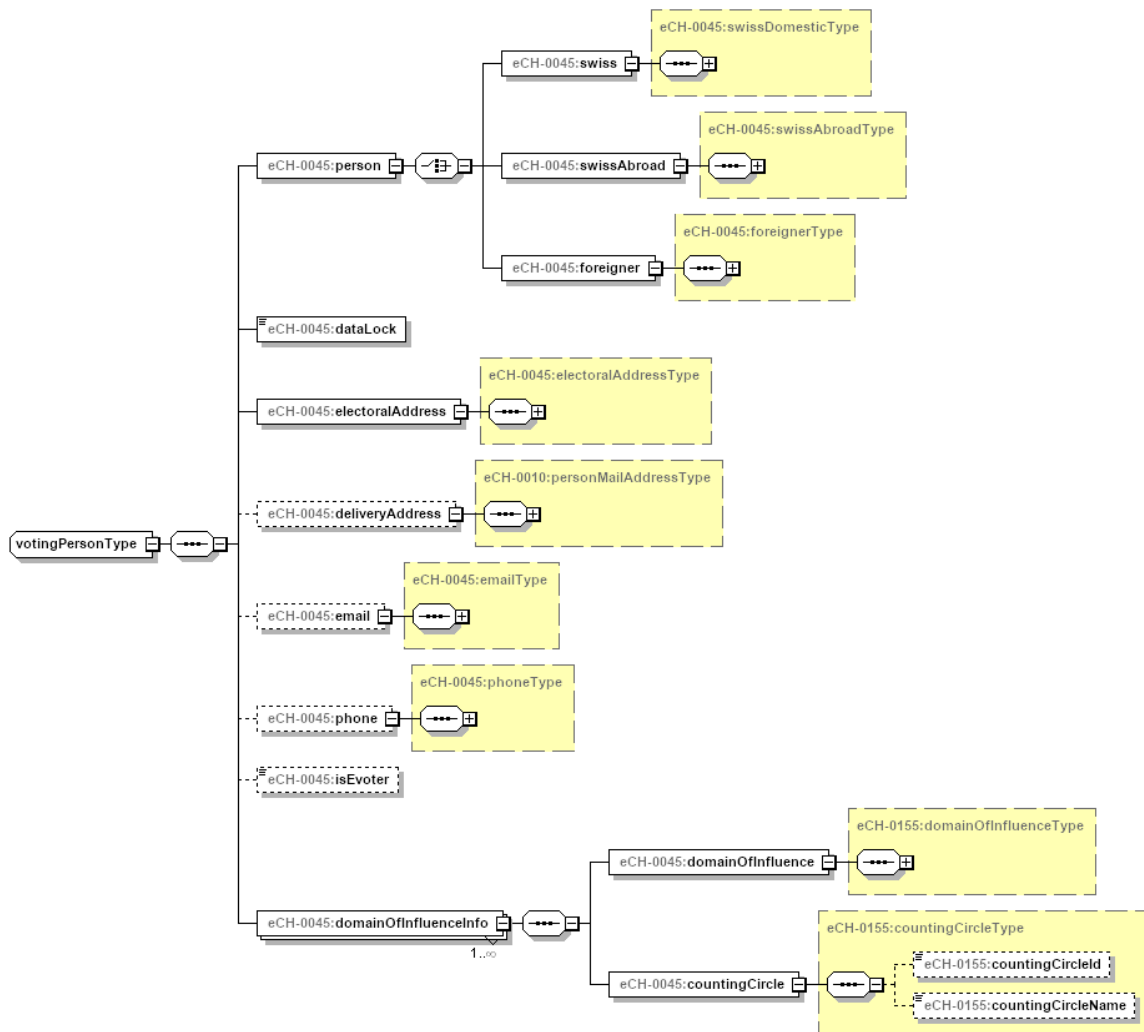 eCH-0045:swissDomesticType
eCH-0045:swiss
eCH-0045:swissAbroadType
eCH-0045:person
eCH-0045:swissAbroad
eCH-0045:foreignerType
eCH-0045:foreigner
eCH-0045:dataLock
eCH-0045:electoralAddressType
eCH-0045:electoralAddress
eCH-0010:personMailAddressType
eCH-0045:deliveryAddress
votingPersonType
eCH-0045:emailType
eCH-0045:email
eCH-0045:phoneType
eCH-0045:phone
eCH-0045:isEvoter
eCH-0155:domainOfInfluenceType
eCH-0045:domainOfInfluence
eCH-0045:domainOfInfluenceInfo
1..∞
eCH-0155:countingCircleType
eCH-0155:countingCircleId
eCH-0045:countingCircle
eCH-0155:countingCircleName